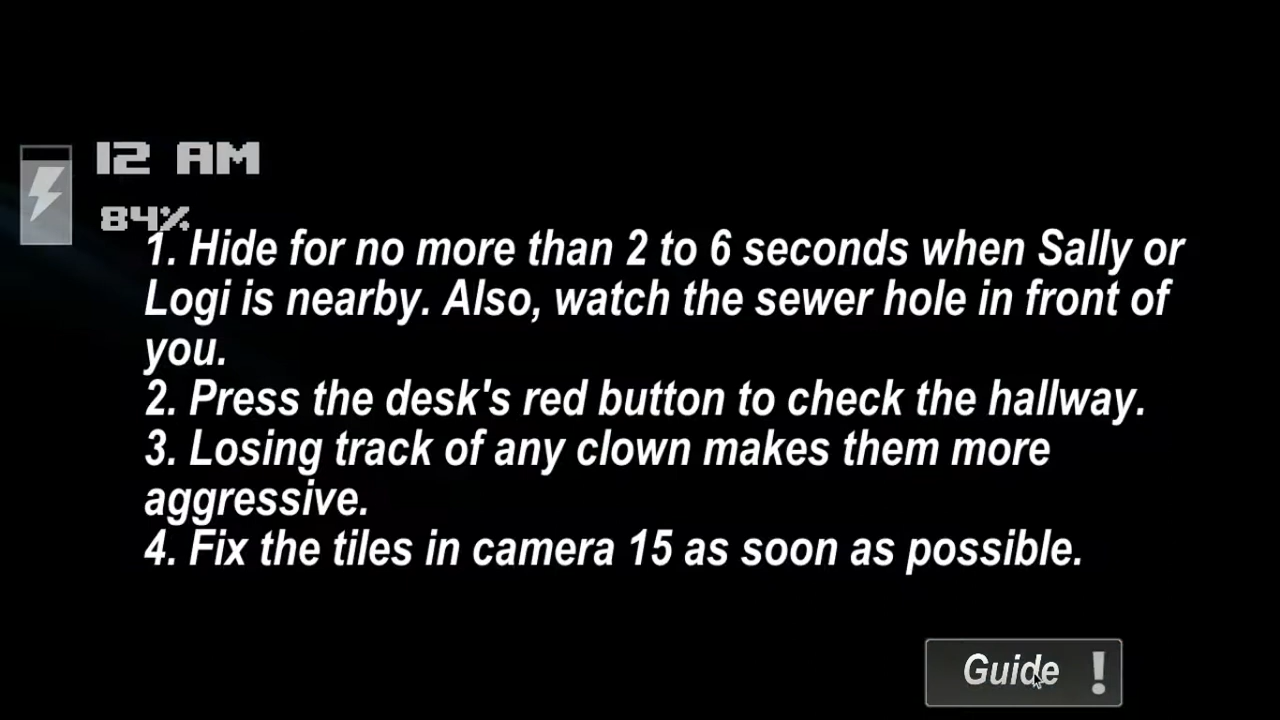 12 AM
84%
1. Hide for no more than 2 to 6 seconds when Sally or
Logi is nearby. Also, watch the sewer hole in front of
you.
2. Press the desk's red button to check the hallway.
3. Losing track of any clown makes them more
aggressive.
4. Fix the tiles in camera 15 as soon as possible.
Guide !